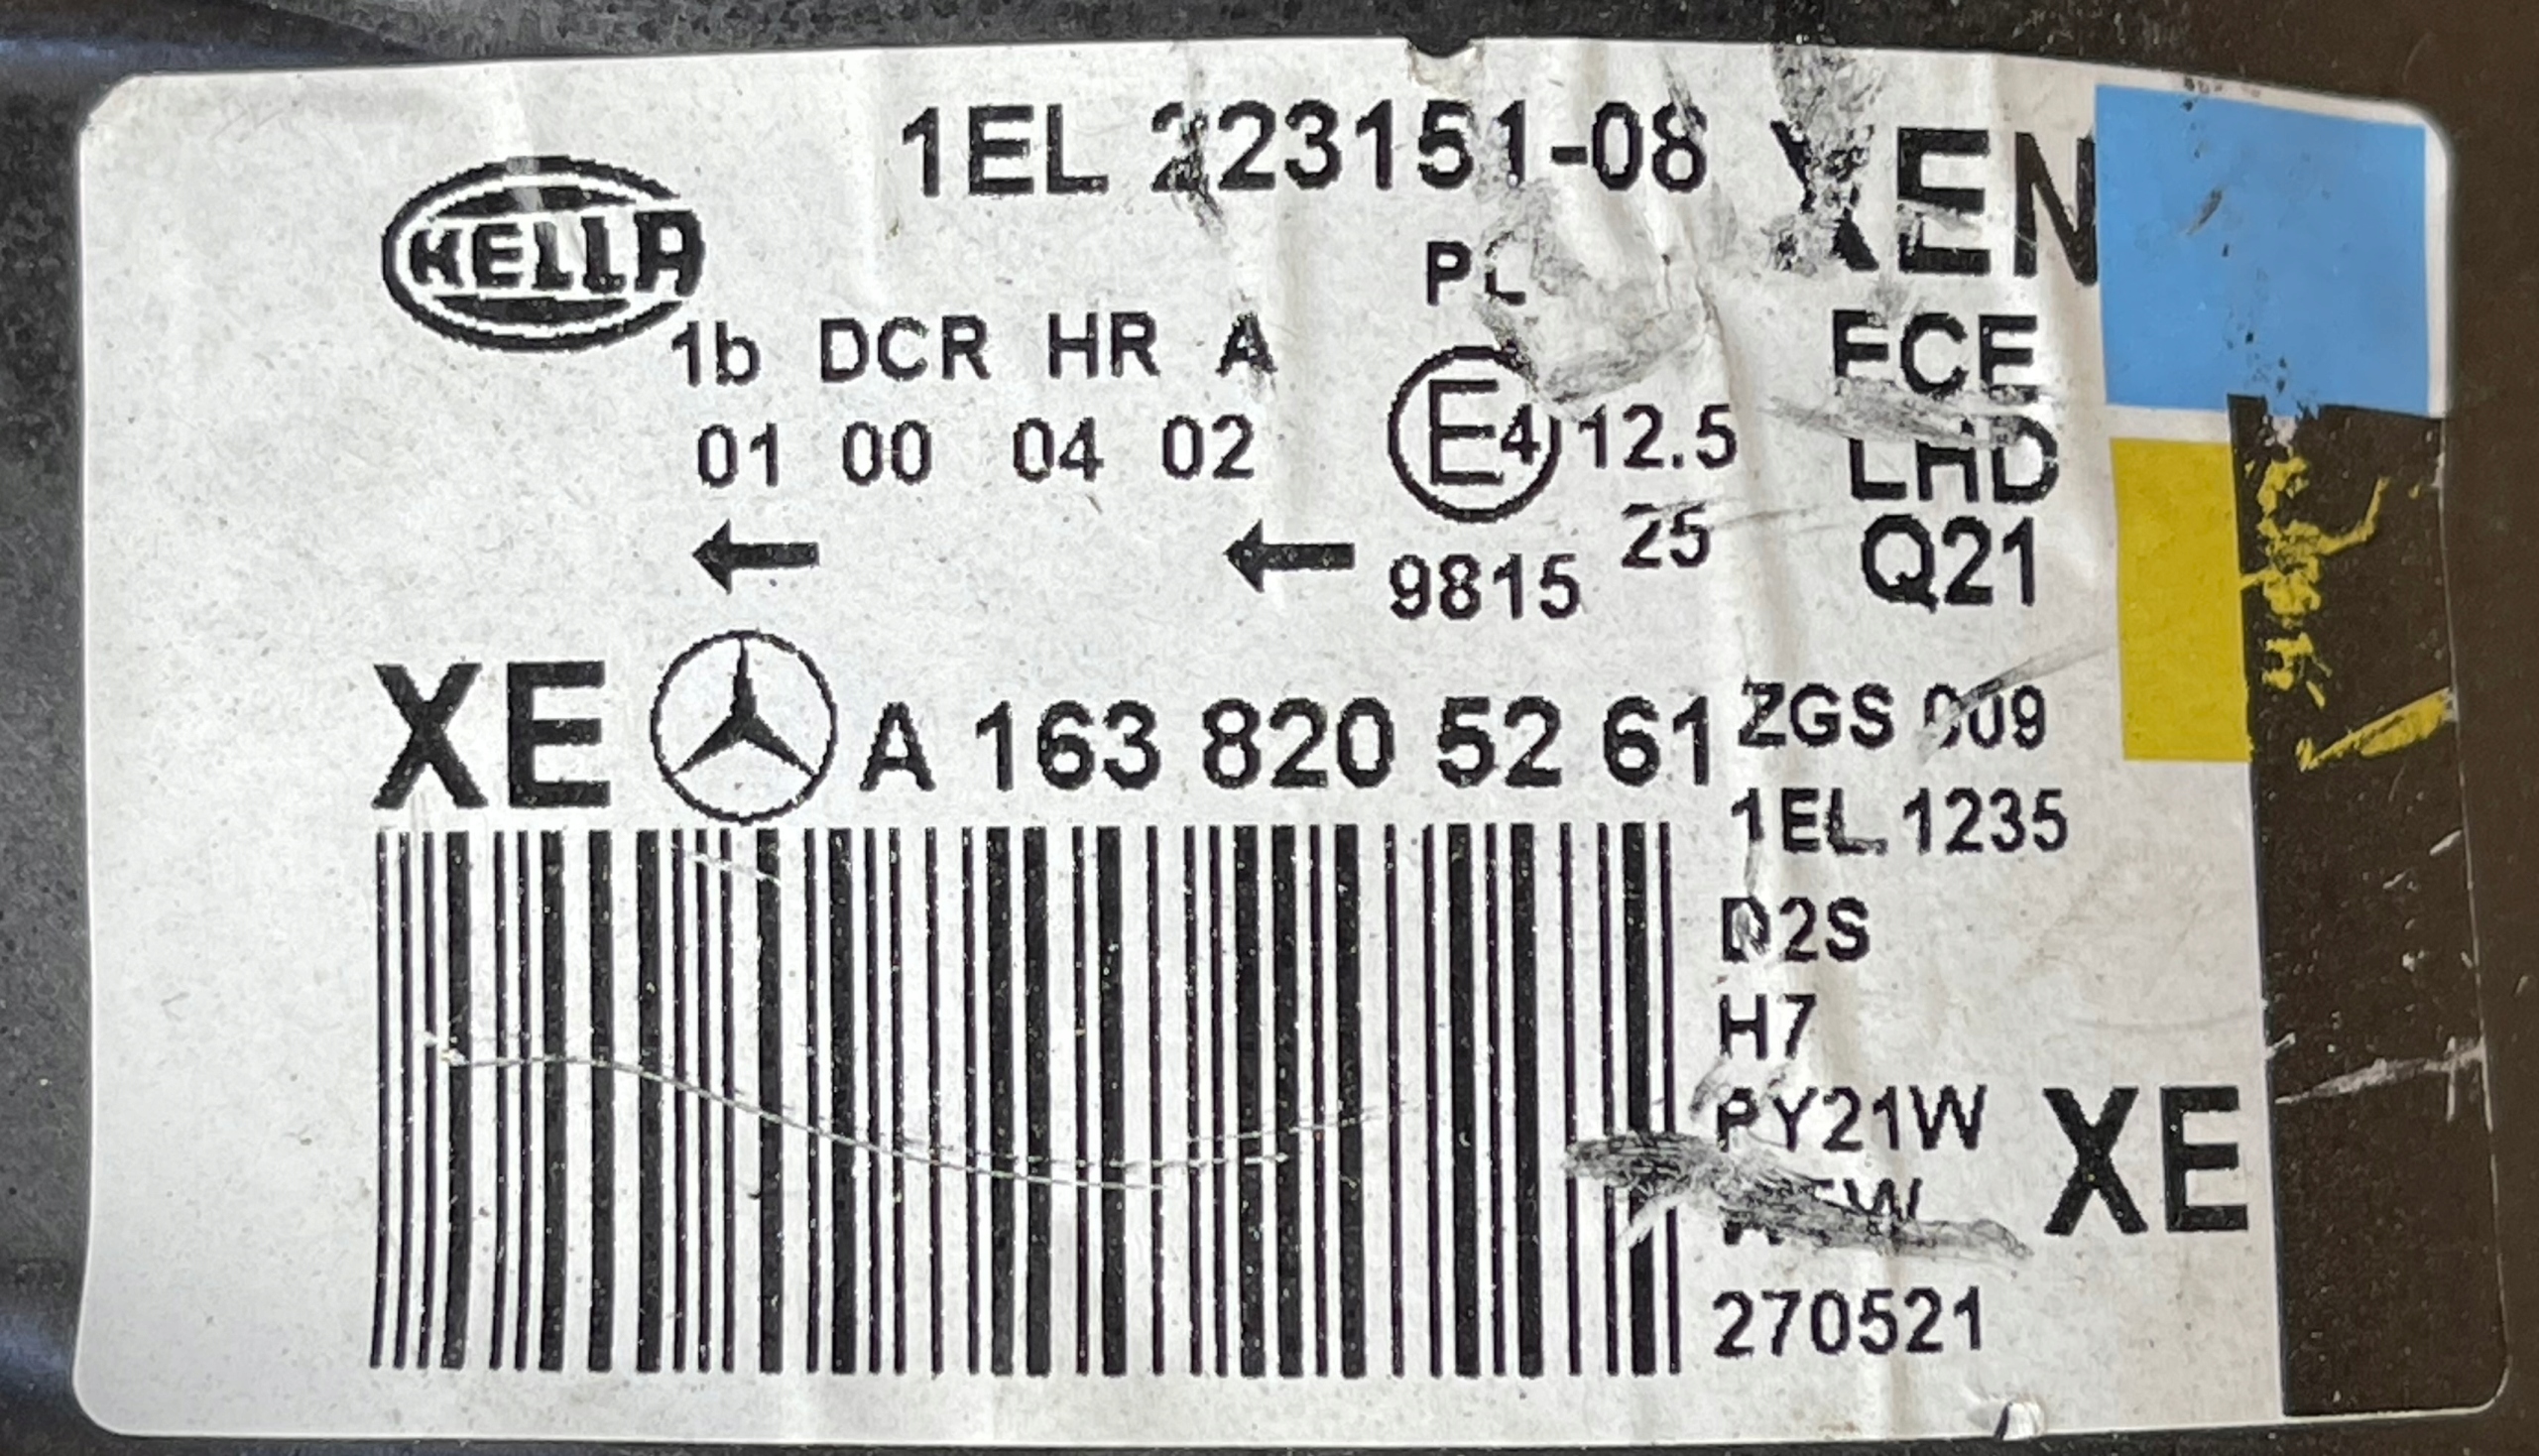 1EL 223151-08 XEN
HELLA
PL
1b DCR HR A
ECE
01 00 04 02
E4 12.5
LHD
25
9815
Q21
XE A 163 820 52 61
ZGS 009
1EL 1235
D2S
H7
PY21W
XE
270521